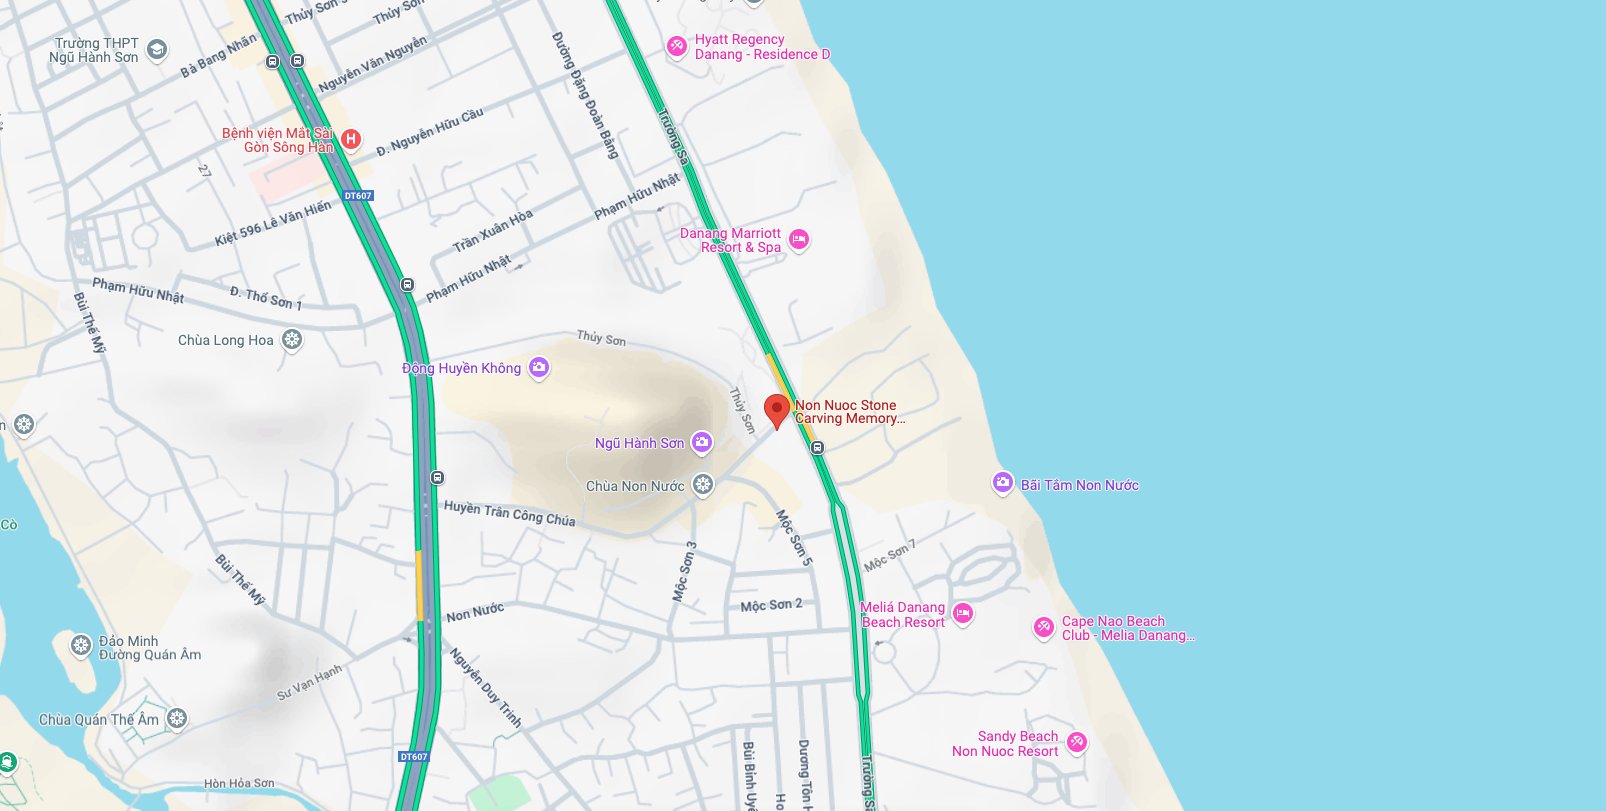 Thủy Sơn 5
Thủy Sơn
Trường THPT
Ngũ Hành Sơn
Bà Bang Nhãn
Nguyễn Văn Nguyễn
Đường Đặng Đoàn Bằng
Hyatt Regency
Danang - Residence D
Bệnh viện Mắt Sài
Gòn Sông Hàn
H
Đ. Nguyễn Hữu Cầu
Trường Sa
27
DT607
Kiệt 596 Lê Văn Hiến
Trần Xuân Hòa
Phạm Hữu Nhật
Danang Marriott
Resort & Spa
Phạm Hữu Nhật
Phạm Hữu Nhật
Đ. Thổ Sơn 1
Bùi Thế Mỹ
Chùa Long Hoa
Thủy Sơn
Động Huyền Không
Thủy Sơn
Non Nuoc Stone
Carving Memory...
Ngũ Hành Sơn
Chùa Non Nước
Bãi Tắm Non Nước
Huyền Trân Công Chúa
Cò
Mộc Sơn 5
Mộc Sơn 3
Mộc Sơn 7
Bùi Thế Mỹ
Non Nước
Mộc Sơn 2
Meliá Danang
Beach Resort
Cape Nao Beach
Club - Melia Danang...
Đảo Minh
Đường Quán Âm
Sư Vạn Hạnh
Nguyễn Duy Trinh
Chùa Quán Thế Âm
Sandy Beach
Non Nuoc Resort
DT607
Hòn Hỏa Sơn
Bùi Bỉnh Uyê
Dương Tôn H
Ho
Trường Sa